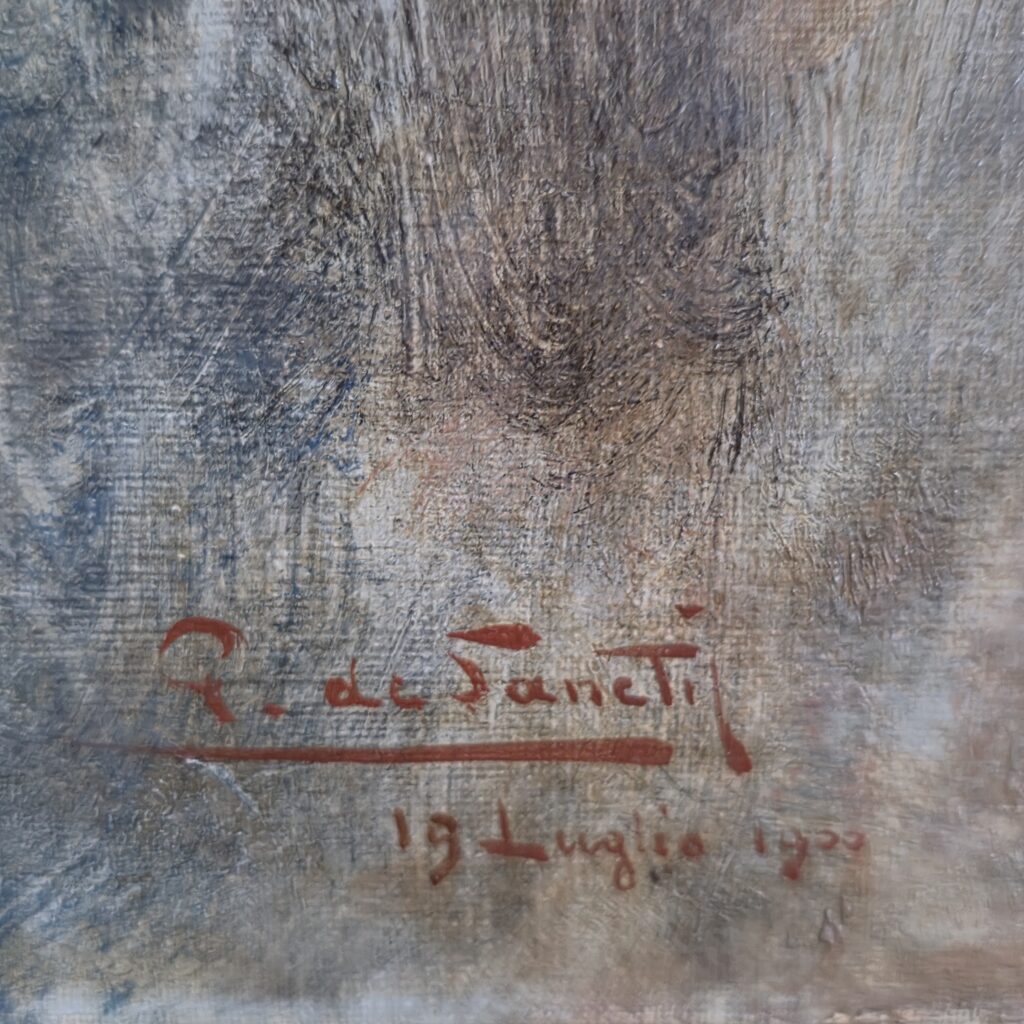 P. de Sanctis
19 Luglio 1900